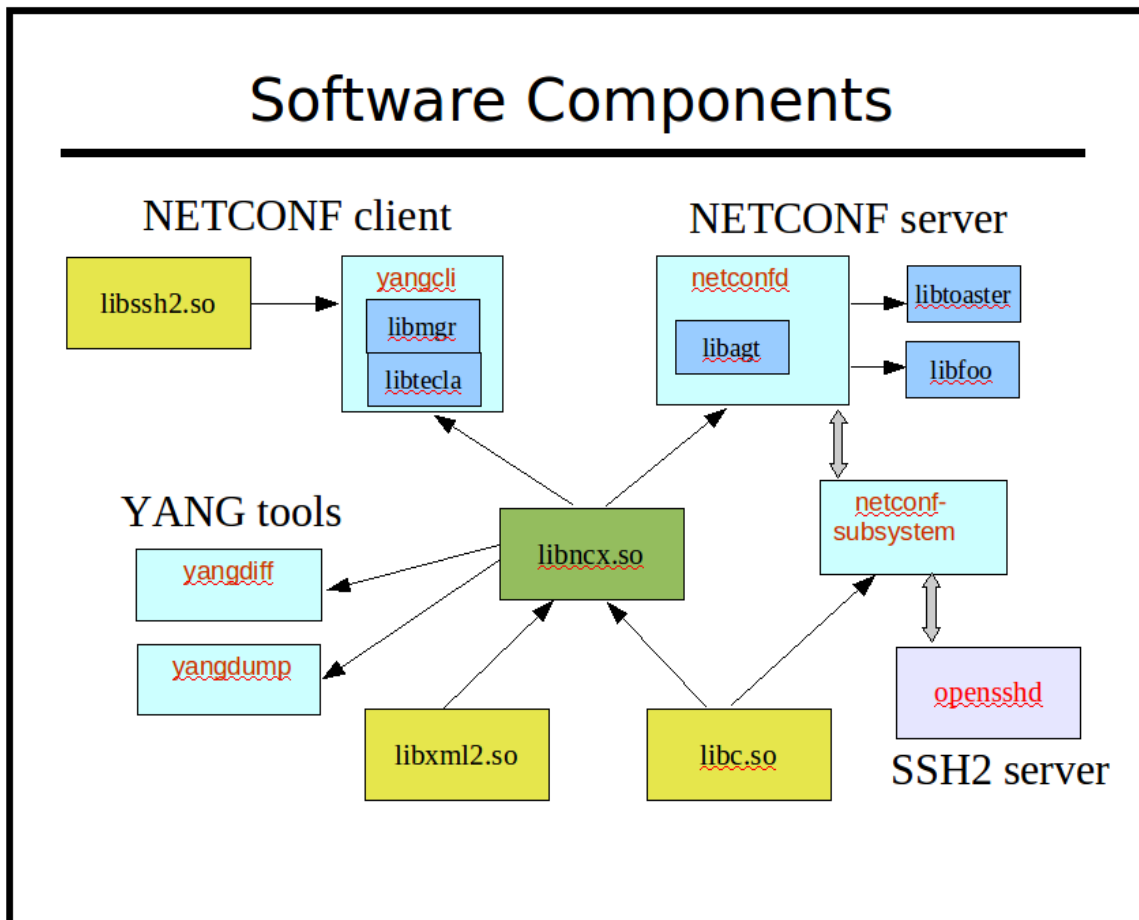 Software Components
NETCONF client
NETCONF server
libssh2.so
yangcli
libmgr
libtecla
netconfd
libagt
libtoaster
libfoo
YANG tools
yangdiff
yangdump
libncx.so
netconf-
subsystem
libxml2.so
libc.so
opensshd
SSH2 server